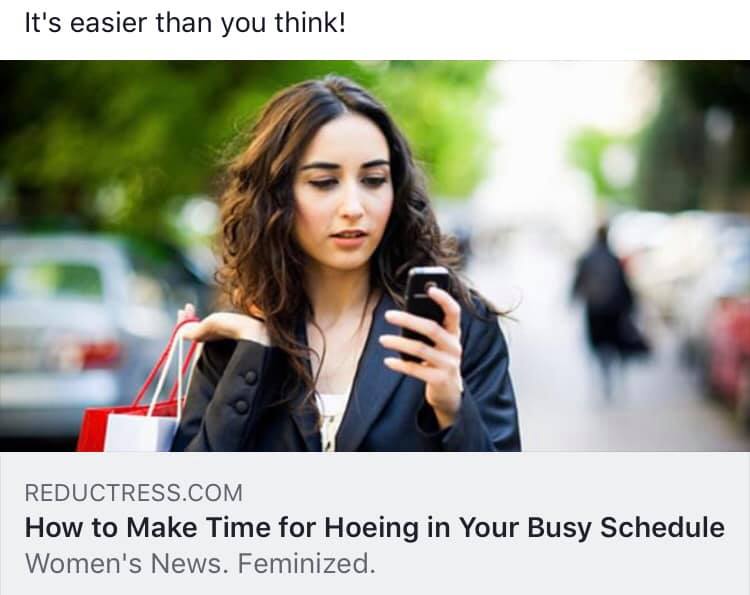 It's easier than you think!
REDUCTRESS.COM
How to Make Time for Hoeing in Your Busy Schedule
Women's News. Feminized.